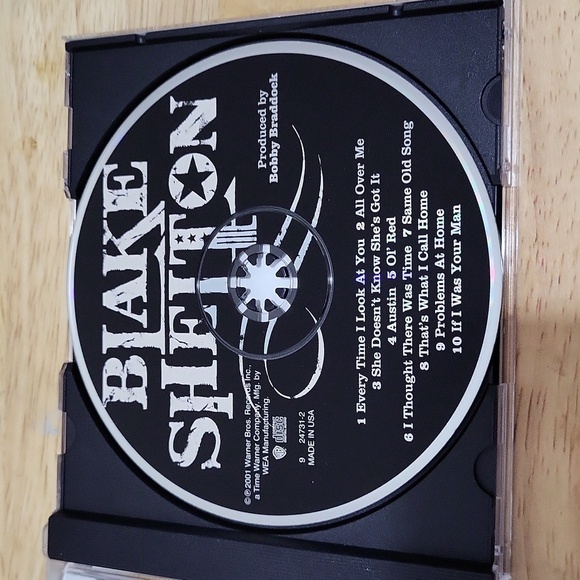 BLAKE
SHELTON
Produced by
Bobby Braddock
℗©2001 Warner Bros. Records Inc.,
a Time Warner Company. Mfg. by
WEA Manufacturing.
disc
9 24731-2
MADE IN USA
1 Every Time I Look At You 2 All Over Me
3 She Doesn't Know She's Got It
4 Austin 5 Ol' Red
6 I Thought There Was Time 7 Same Old Song
8 That's What I Call Home
9 Problems At Home
10 If I Was Your Man